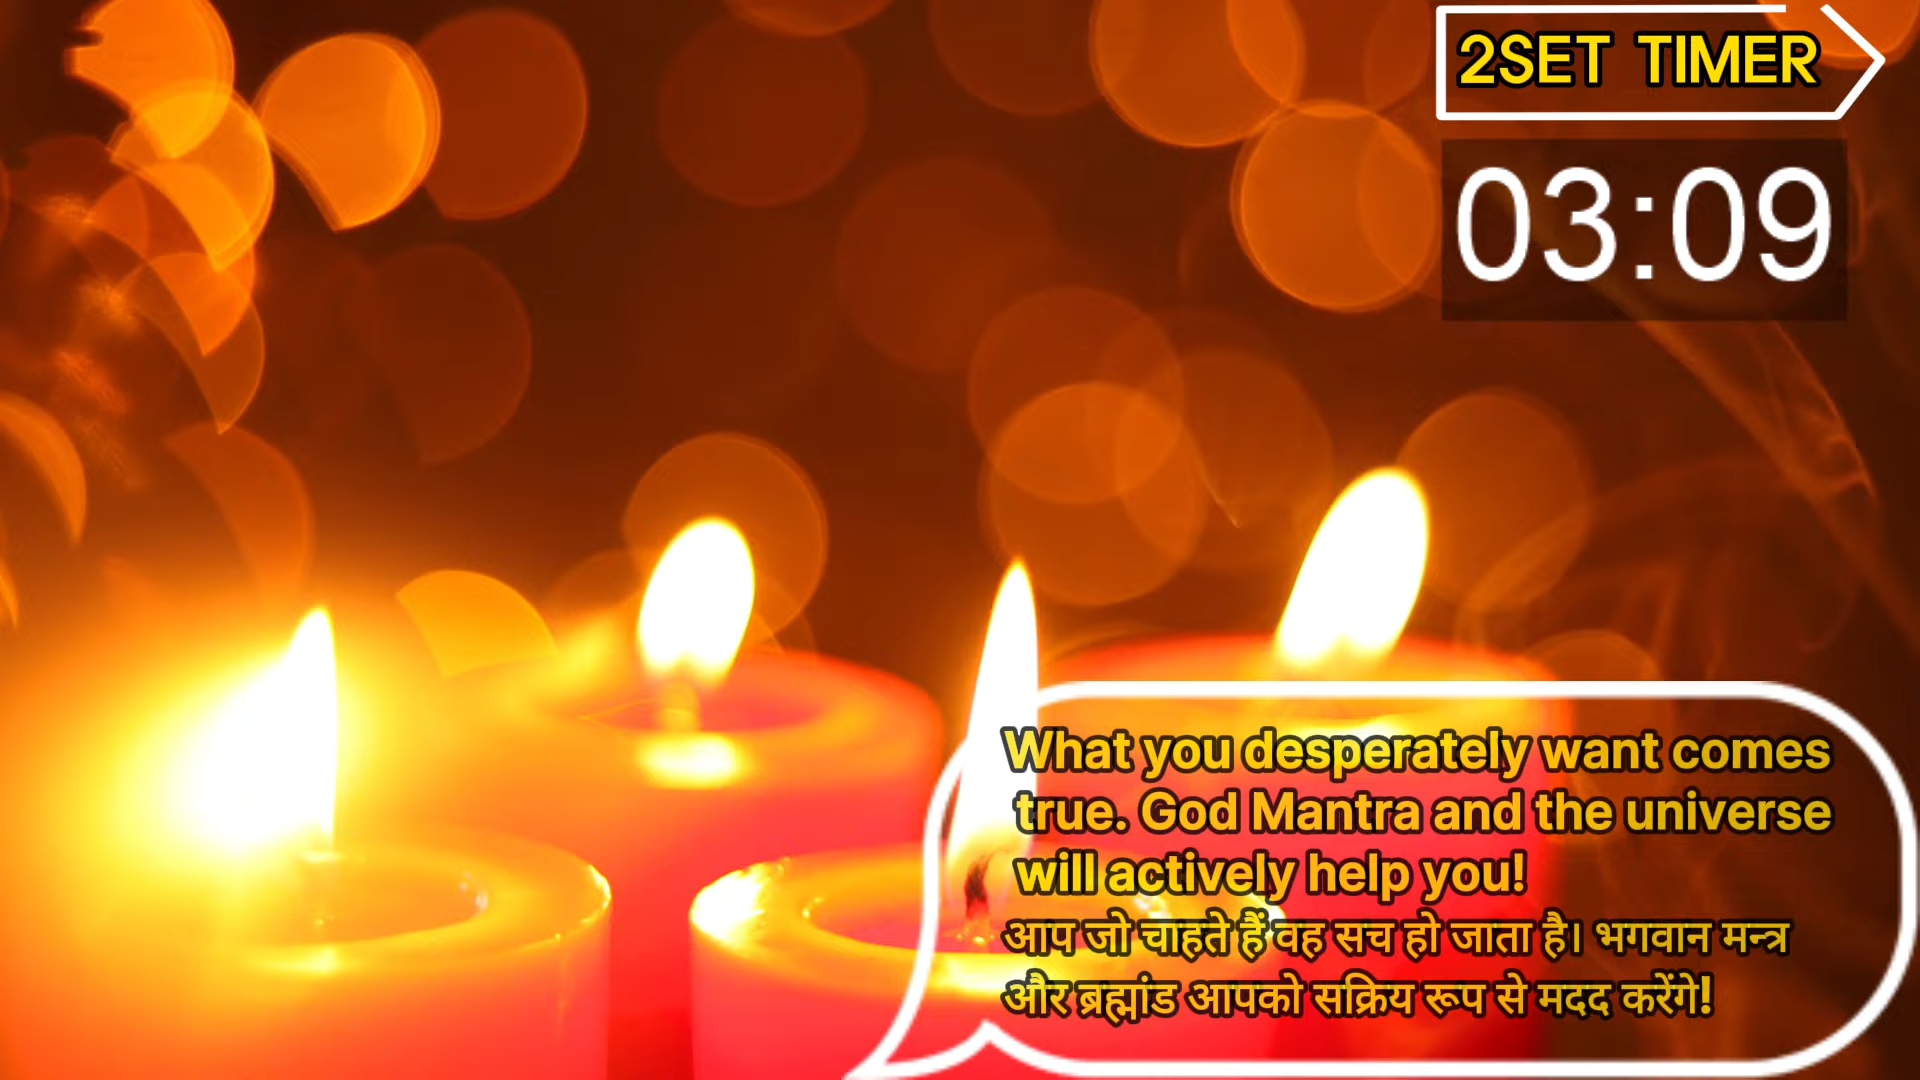 2SET TIMER
03:09
What you desperately want comes
true. God Mantra and the universe
will actively help you!
आप जो चाहते हैं वह सच हो जाता है। भगवान मन्त्र
और ब्रह्मांड आपको सक्रिय रूप से मदद करेंगे!